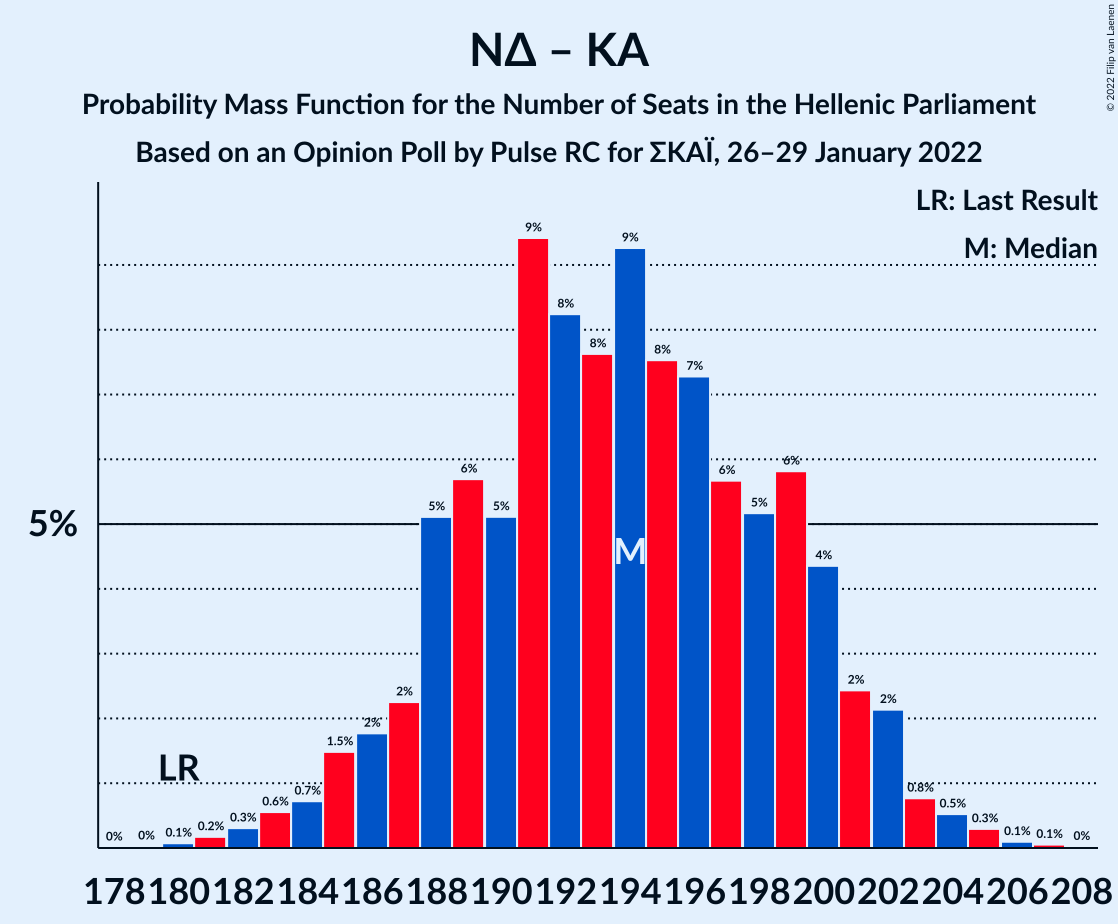 © 2022 Filip van Laenen
ΝΔ – ΚΑ
Probability Mass Function for the Number of Seats in the Hellenic Parliament
Based on an Opinion Poll by Pulse RC for ΣΚΑΪ, 26–29 January 2022
LR: Last Result
M: Median
5%
LR
M
0% 0% 0.1% 0.2% 0.3% 0.6% 0.7% 1.5% 2% 2% 5% 6% 5% 9% 8% 8% 9% 8% 7% 6% 5% 6% 4% 2% 2% 0.8% 0.5% 0.3% 0.1% 0.1% 0%
178 180 182 184 186 188 190 192 194 196 198 200 202 204 206 208